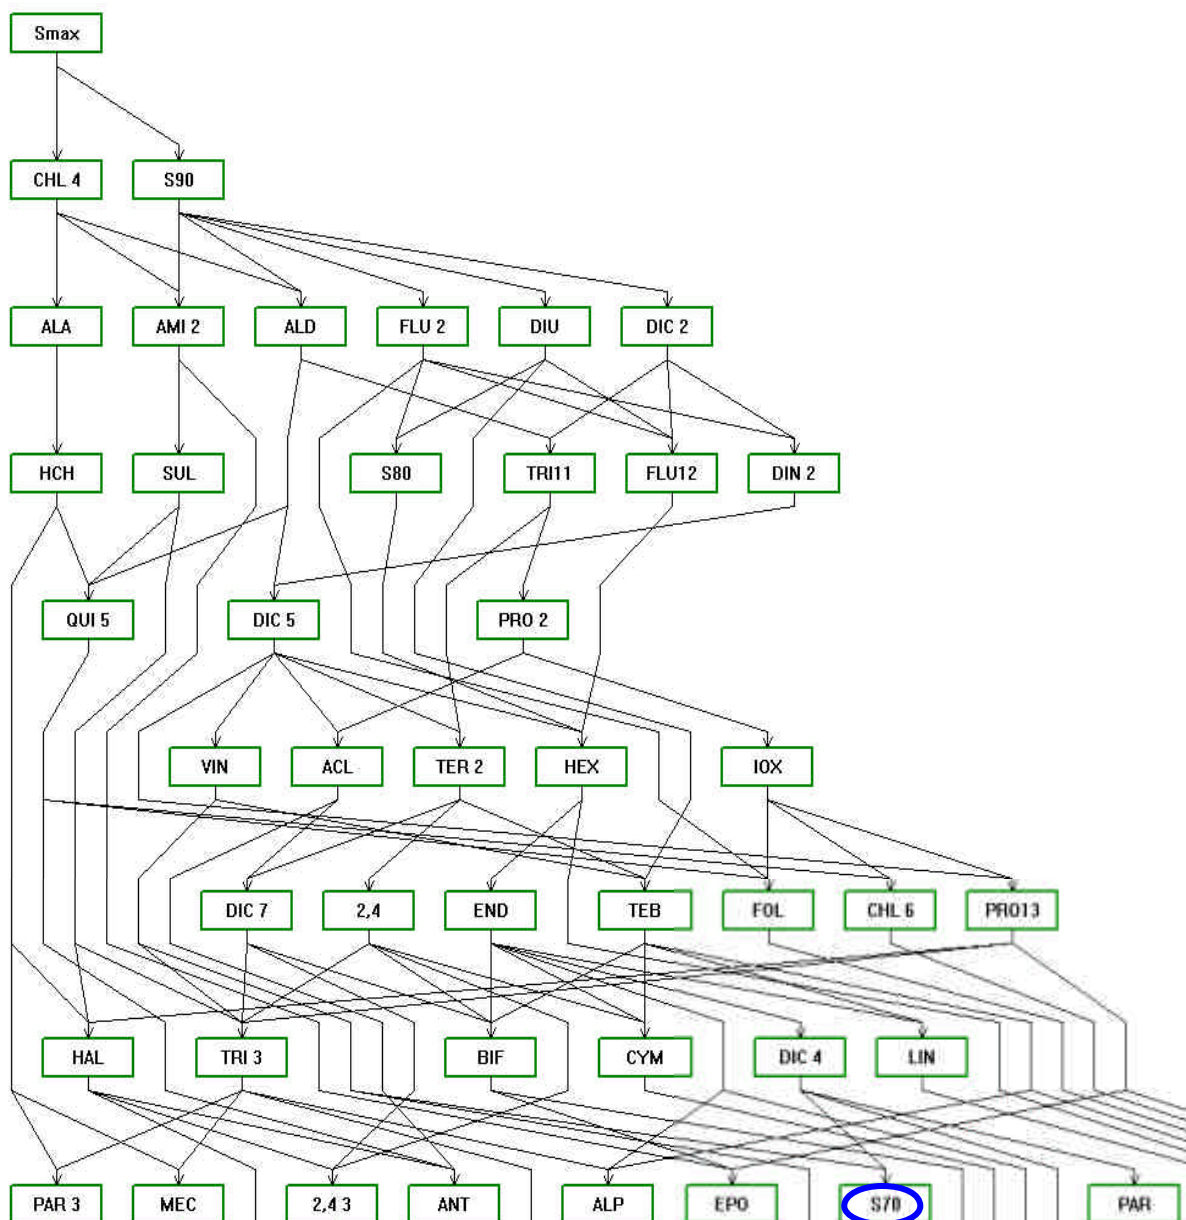 Smax
CHL 4 S90
ALA AMI 2 ALD FLU 2 DIU DIC 2
HCH SUL S80 TRI11 FLU12 DIN 2
QUI 5 DIC 5 PRO 2
VIN ACL TER 2 HEX IOX
DIC 7 2,4 END TEB FOL CHL 6 PRO13
HAL TRI 3 BIF CYM DIC 4 LIN
PAR 3 MEC 2,4 3 ANT ALP EPO S70 PAR